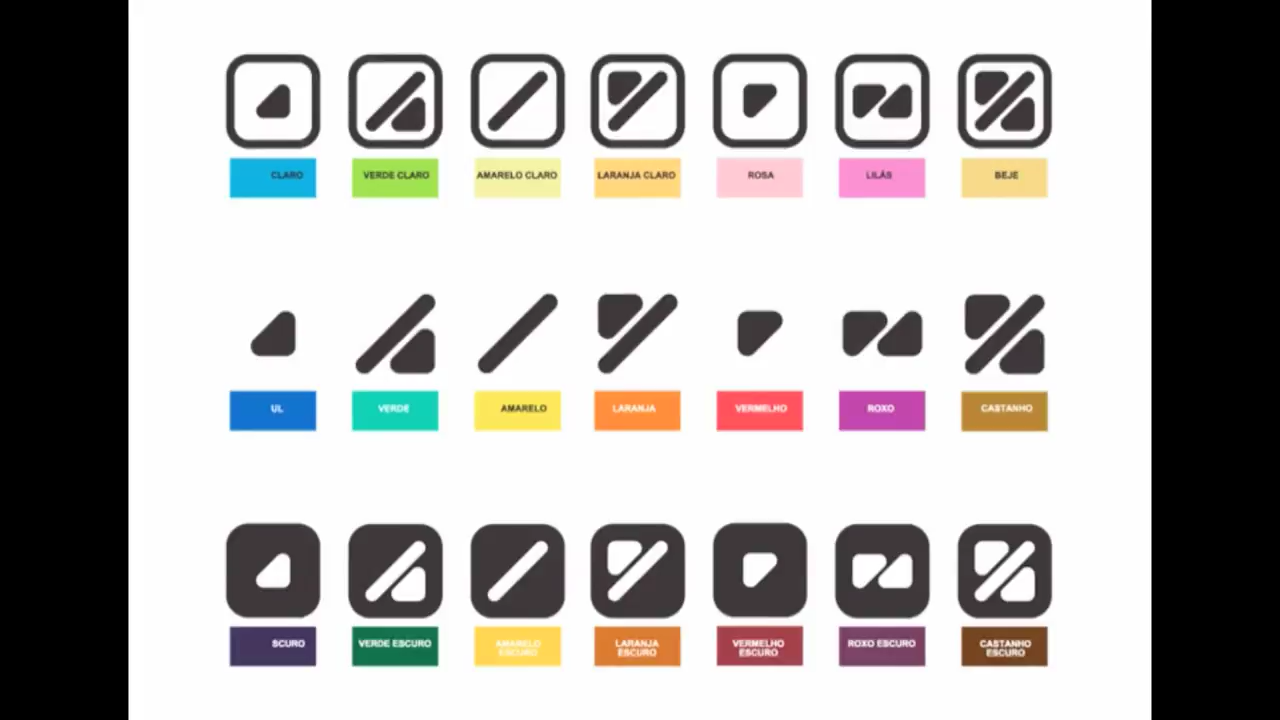 CLARO VERDE CLARO AMARELO CLARO LARANJA CLARO ROSA LILÁS BEJE
UL VERDE AMARELO LARANJA VERMELHO ROXO CASTANHO
SCURO VERDE ESCURO AMARELO ESCURO LARANJA ESCURO VERMELHO ESCURO ROXO ESCURO CASTANHO ESCURO